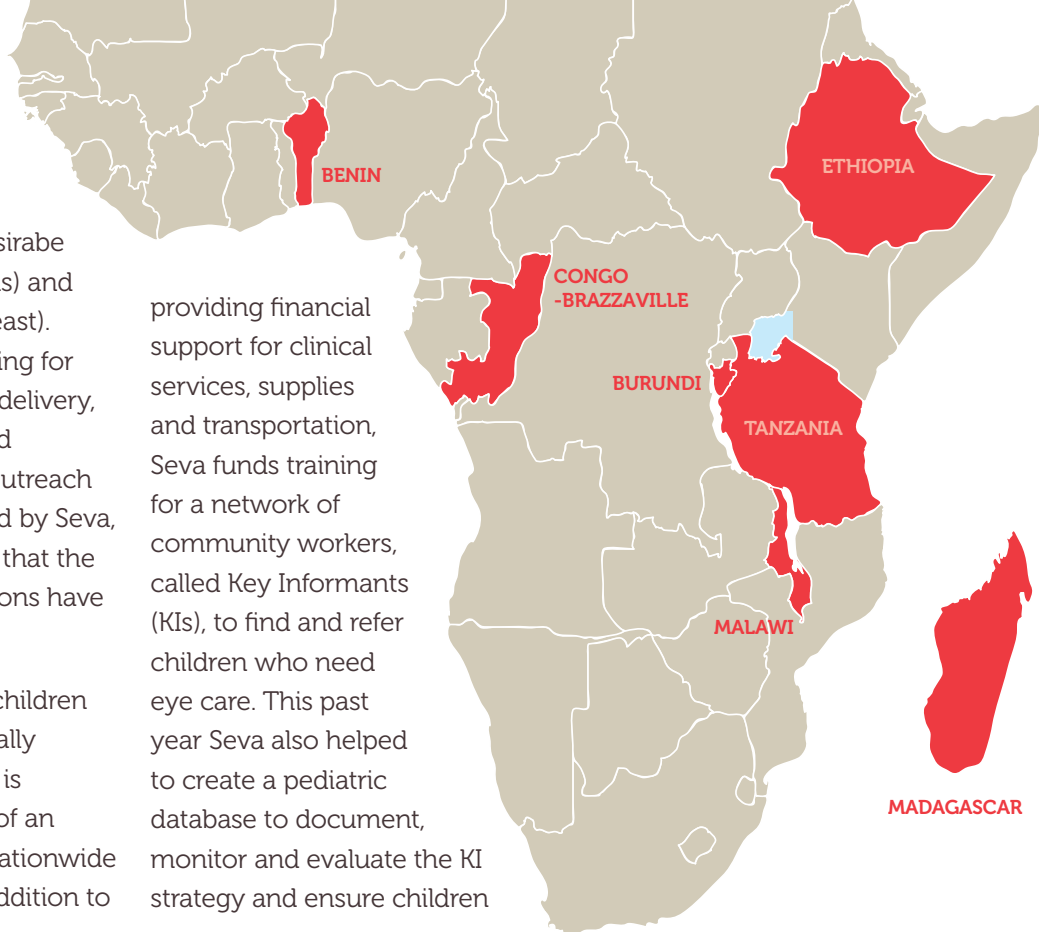 sirabe
s) and
east).
ing for
delivery,
d
utreach
d by Seva,
that the
ons have
children
ally
is
of an
ationwide
ddition to
providing financial
support for clinical
services, supplies
and transportation,
Seva funds training
for a network of
community workers,
called Key Informants
(KIs), to find and refer
children who need
eye care. This past
year Seva also helped
to create a pediatric
database to document,
monitor and evaluate the KI
strategy and ensure children
BENIN
ETHIOPIA
CONGO
-BRAZZAVILLE
BURUNDI
TANZANIA
MALAWI
MADAGASCAR